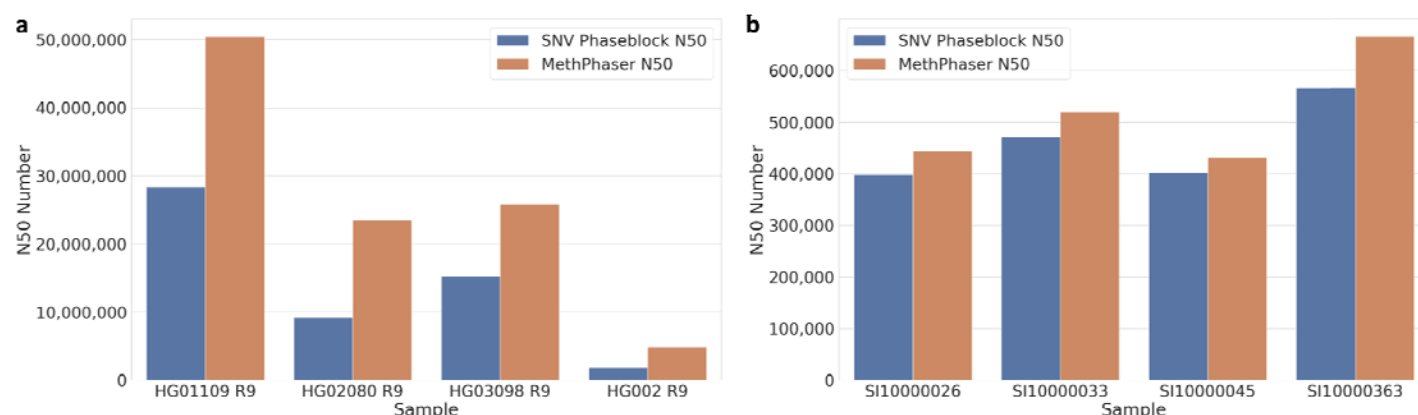 a
SNV Phaseblock N50
MethPhaser N50
50,000,000
40,000,000
30,000,000
20,000,000
10,000,000
0
N50 Number
HG01109 R9 HG02080 R9 HG03098 R9 HG002 R9
Sample
b
SNV Phaseblock N50
MethPhaser N50
600,000
500,000
400,000
300,000
200,000
100,000
0
N50 Number
SI10000026 SI10000033 SI10000045 SI10000363
Sample